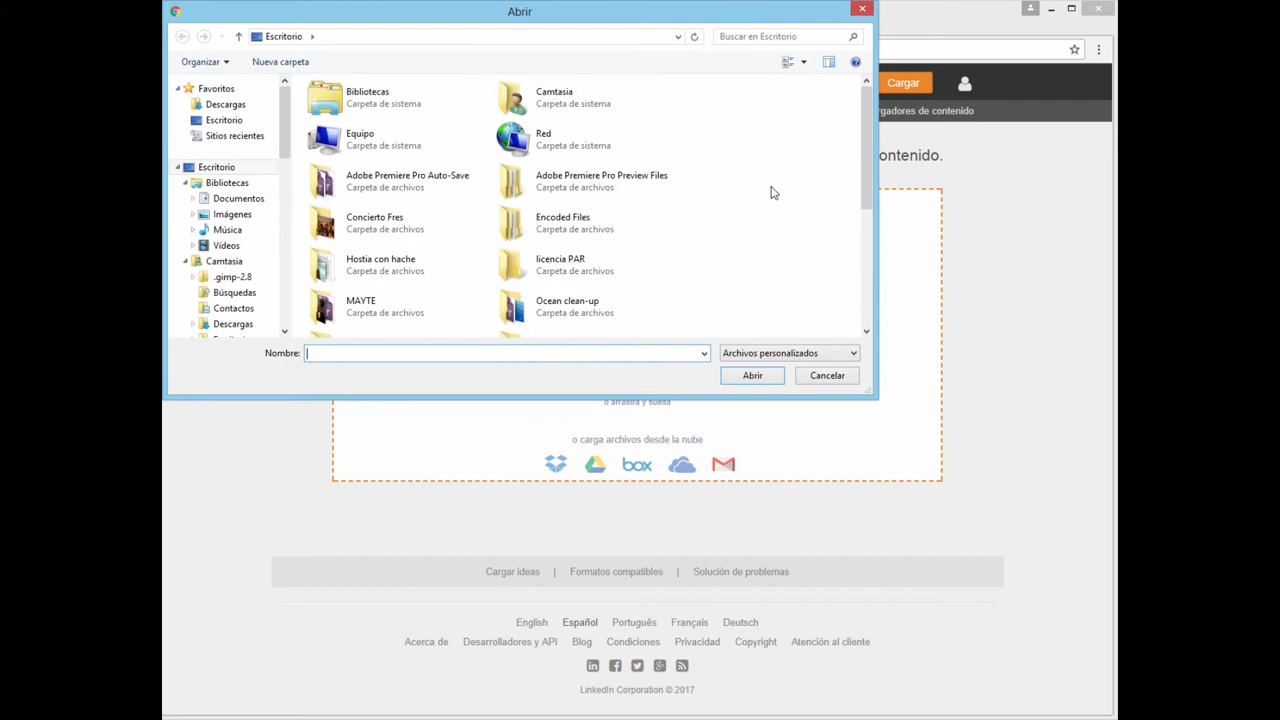 Abrir
Escritorio
Buscar en Escritorio
Organizar
Nueva carpeta
Favoritos
Descargas
Escritorio
Sitios recientes
Escritorio
Bibliotecas
Documentos
Imágenes
Música
Vídeos
Camtasia
.gimp-2.8
Búsquedas
Contactos
Descargas
Bibliotecas
Carpeta de sistema
Camtasia
Carpeta de sistema
Equipo
Carpeta de sistema
Red
Carpeta de sistema
Adobe Premiere Pro Auto-Save
Carpeta de archivos
Adobe Premiere Pro Preview Files
Carpeta de archivos
Concierto Fres
Carpeta de archivos
Encoded Files
Carpeta de archivos
Hostia con hache
Carpeta de archivos
licencia PAR
Carpeta de archivos
MAYTE
Carpeta de archivos
Ocean clean-up
Carpeta de archivos
Nombre:
Archivos personalizados
Abrir
Cancelar
Cargar
rgadores de contenido
ontenido.
o arrastra y suelta
o carga archivos desde la nube
box
Cargar ideas | Formatos compatibles | Solución de problemas
English Español Português Français Deutsch
Acerca de Desarrolladores y API Blog Condiciones Privacidad Copyright Atención al cliente
LinkedIn Corporation © 2017